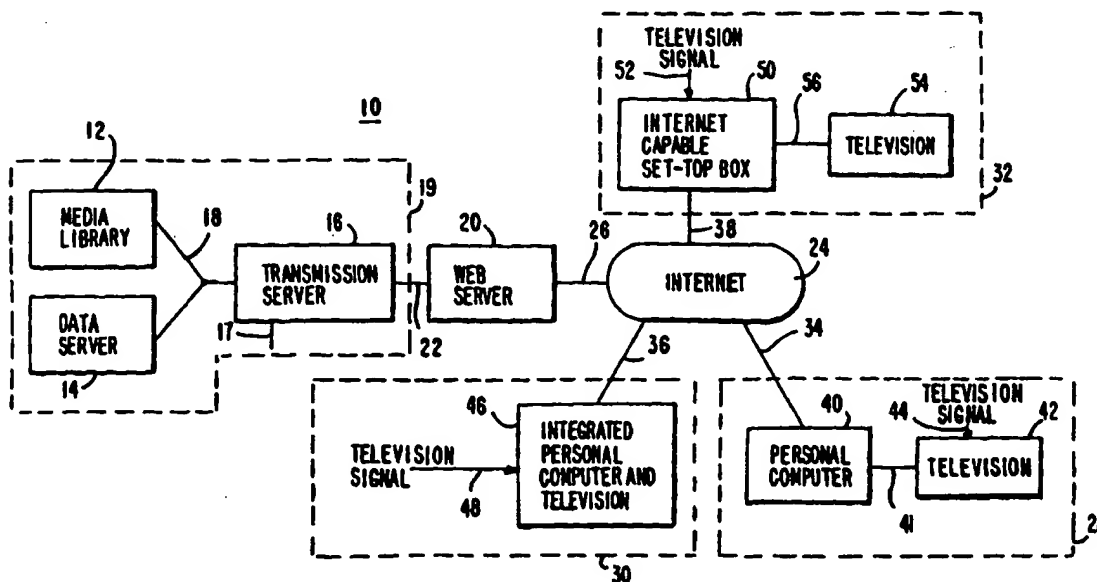 TELEVISION
SIGNAL
52
50
56
54
10
INTERNET
CAPABLE
SET-TOP BOX
TELEVISION
12
32
19
MEDIA
LIBRARY
18
16
20
38
26
24
TRANSMISSION
SERVER
WEB
SERVER
INTERNET
DATA
SERVER
17
22
14
36
34
46
TELEVISION
SIGNAL
40
44
42
INTEGRATED
PERSONAL
COMPUTER AND
TELEVISION
TELEVISION
SIGNAL
48
PERSONAL
COMPUTER
TELEVISION
41
2
30